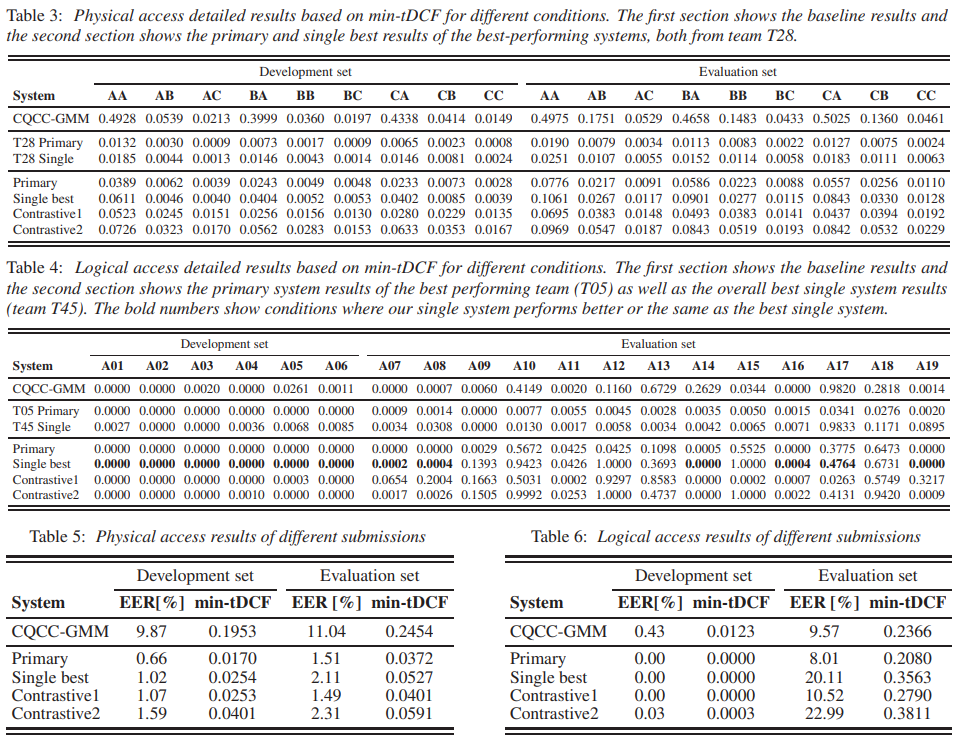 Table 3: Physical access detailed results based on min-tDCF for different conditions. The first section shows the baseline results and
the second section shows the primary and single best results of the best-performing systems, both from team T28.
Development set Evaluation set
System AA AB AC BA BB BC CA CB CC AA AB AC BA BB BC CA CB CC
CQCC-GMM 0.4928 0.0539 0.0213 0.3999 0.0360 0.0197 0.4338 0.0414 0.0149 0.4975 0.1751 0.0529 0.4658 0.1483 0.0433 0.5025 0.1360 0.0461
T28 Primary 0.0132 0.0030 0.0009 0.0073 0.0017 0.0009 0.0065 0.0023 0.0008 0.0190 0.0079 0.0034 0.0113 0.0083 0.0022 0.0127 0.0075 0.0024
T28 Single 0.0185 0.0044 0.0013 0.0146 0.0043 0.0014 0.0146 0.0081 0.0024 0.0251 0.0107 0.0055 0.0152 0.0114 0.0058 0.0183 0.0111 0.0063
Primary 0.0389 0.0062 0.0039 0.0243 0.0049 0.0048 0.0233 0.0073 0.0028 0.0776 0.0217 0.0091 0.0586 0.0223 0.0088 0.0557 0.0256 0.0110
Single best 0.0611 0.0046 0.0040 0.0404 0.0052 0.0053 0.0402 0.0085 0.0039 0.1061 0.0267 0.0117 0.0901 0.0277 0.0115 0.0843 0.0330 0.0128
Contrastive1 0.0523 0.0245 0.0151 0.0256 0.0156 0.0130 0.0280 0.0229 0.0135 0.0695 0.0383 0.0148 0.0493 0.0383 0.0141 0.0437 0.0394 0.0192
Contrastive2 0.0726 0.0323 0.0170 0.0562 0.0283 0.0153 0.0633 0.0353 0.0167 0.0969 0.0547 0.0187 0.0843 0.0519 0.0193 0.0842 0.0532 0.0229
Table 4: Logical access detailed results based on min-tDCF for different conditions. The first section shows the baseline results and
the second section shows the primary system results of the best performing team (T05) as well as the overall best single system results
(team T45). The bold numbers show conditions where our single system performs better or the same as the best single system.
Development set Evaluation set
System A01 A02 A03 A04 A05 A06 A07 A08 A09 A10 A11 A12 A13 A14 A15 A16 A17 A18 A19
CQCC-GMM 0.0000 0.0000 0.0020 0.0000 0.0261 0.0011 0.0000 0.0007 0.0060 0.4149 0.0020 0.1160 0.6729 0.2629 0.0344 0.0000 0.9820 0.2818 0.0014
T05 Primary 0.0000 0.0000 0.0000 0.0000 0.0000 0.0000 0.0009 0.0014 0.0000 0.0077 0.0055 0.0045 0.0028 0.0035 0.0050 0.0015 0.0341 0.0276 0.0020
T45 Single 0.0027 0.0000 0.0000 0.0036 0.0068 0.0085 0.0034 0.0308 0.0000 0.0130 0.0017 0.0058 0.0034 0.0042 0.0065 0.0071 0.9833 0.1171 0.0895
Primary 0.0000 0.0000 0.0000 0.0000 0.0000 0.0000 0.0000 0.0000 0.0029 0.5672 0.0425 0.0425 0.1098 0.0005 0.5525 0.0000 0.3775 0.6473 0.0000
Single best 0.0000 0.0000 0.0000 0.0000 0.0000 0.0000 0.0002 0.0004 0.1393 0.9423 0.0426 1.0000 0.3693 0.0000 1.0000 0.0004 0.4764 0.6731 0.0000
Contrastive1 0.0000 0.0000 0.0000 0.0000 0.0003 0.0000 0.0654 0.2004 0.1663 0.5031 0.0002 0.9297 0.8583 0.0000 0.0002 0.0007 0.0263 0.5749 0.3217
Contrastive2 0.0000 0.0000 0.0000 0.0010 0.0000 0.0000 0.0017 0.0026 0.1505 0.9992 0.0253 1.0000 0.4737 0.0000 1.0000 0.0022 0.4131 0.9420 0.0009
Table 5: Physical access results of different submissions
Development set Evaluation set
System EER[%] min-tDCF EER [%] min-tDCF
CQCC-GMM 9.87 0.1953 11.04 0.2454
Primary 0.66 0.0170 1.51 0.0372
Single best 1.02 0.0254 2.11 0.0527
Contrastive1 1.07 0.0253 1.49 0.0401
Contrastive2 1.59 0.0401 2.31 0.0591
Table 6: Logical access results of different submissions
Development set Evaluation set
System EER[%] min-tDCF EER [%] min-tDCF
CQCC-GMM 0.43 0.0123 9.57 0.2366
Primary 0.00 0.0000 8.01 0.2080
Single best 0.00 0.0000 20.11 0.3563
Contrastive1 0.00 0.0000 10.52 0.2790
Contrastive2 0.03 0.0003 22.99 0.3811